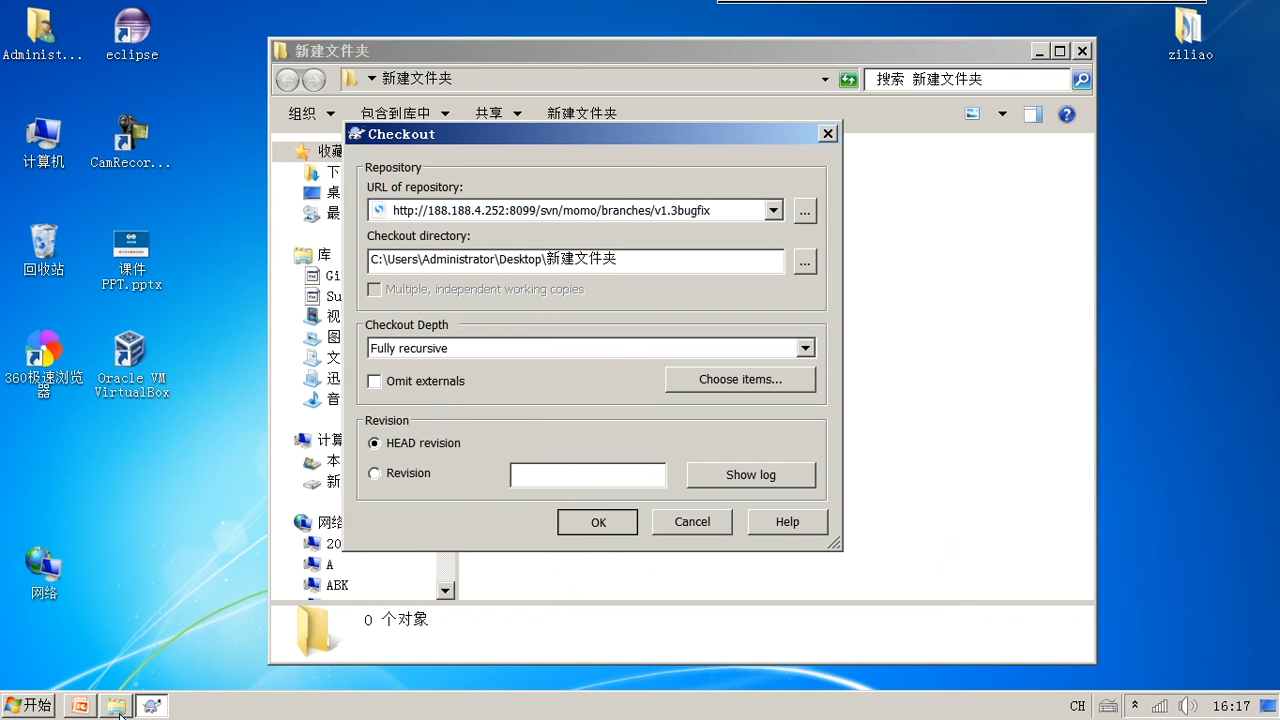 Administ...
eclipse
ziliao
计算机
CamRecor...
回收站
课件
PPT.pptx
360极速浏览
器
Oracle VM
VirtualBox
网络
新建文件夹
新建文件夹
搜索 新建文件夹
组织
包含到库中
共享
新建文件夹
收藏
下
桌
最
库
Gi
Su
视
图
文
迅
音
计算
本
新
网络
20
A
ABK
0 个对象
Checkout
Repository
URL of repository:
http://188.188.4.252:8099/svn/momo/branches/v1.3bugfix
...
Checkout directory:
C:\Users\Administrator\Desktop\新建文件夹
...
Multiple, independent working copies
Checkout Depth
Fully recursive
Omit externals
Choose items...
Revision
HEAD revision
Revision
Show log
OK
Cancel
Help
开始
CH
16:17